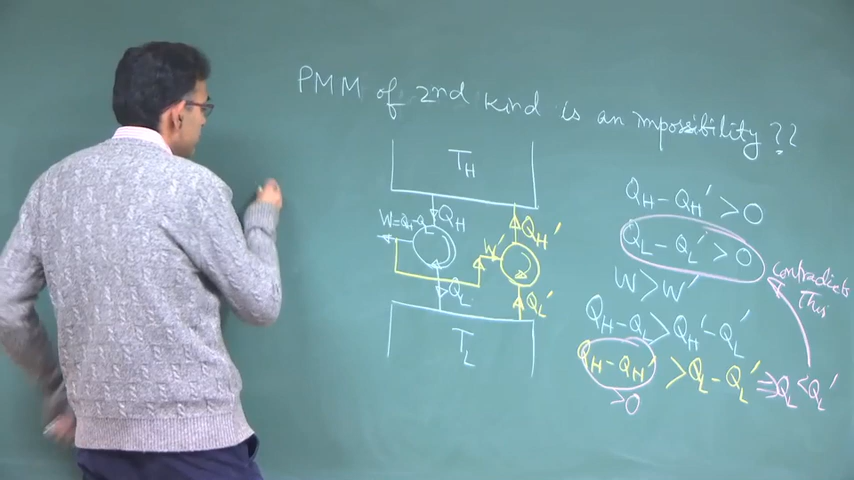 PMM of 2nd kind is an impossibility ??
T_H
Q_H
Q_H'
W=Q_H-Q
W'
Q_L
Q_L'
T_L
Q_H - Q_H' > 0
Q_L - Q_L' > 0
W > W'
contradicts
This
Q_H - Q_L > Q_H' - Q_L'
Q_H - Q_H' > Q_L - Q_L' ⇒ Q_L < Q_L'
>0